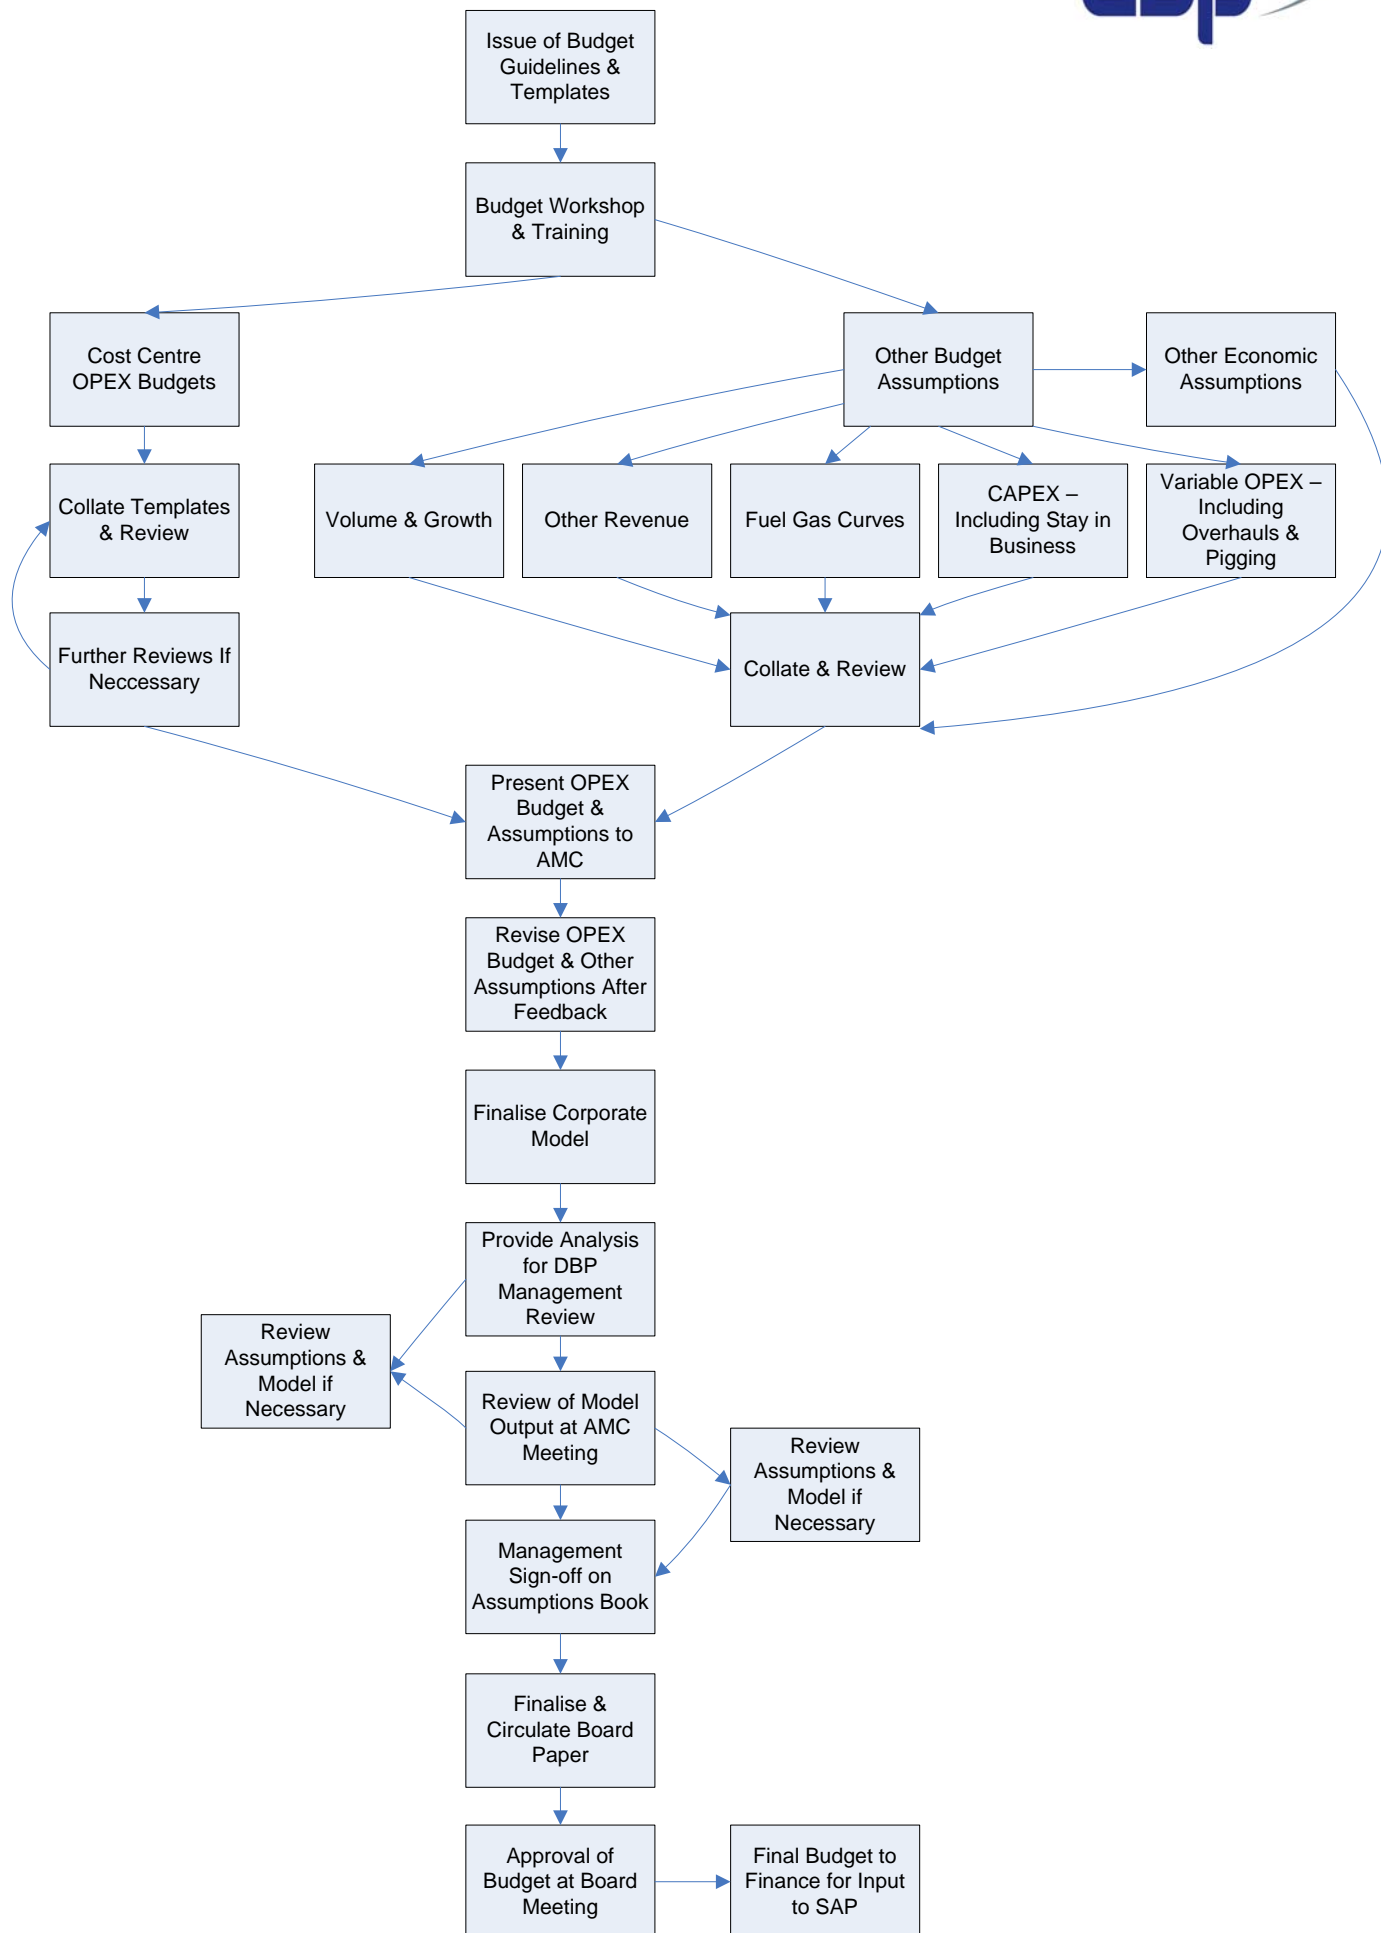 Issue of Budget
Guidelines &
Templates
Budget Workshop
& Training
Cost Centre
OPEX Budgets
Other Budget
Assumptions
Other Economic
Assumptions
Collate Templates
& Review
Volume & Growth
Other Revenue
Fuel Gas Curves
CAPEX –
Including Stay in
Business
Variable OPEX –
Including
Overhauls &
Pigging
Further Reviews If
Neccessary
Collate & Review
Present OPEX
Budget &
Assumptions to
AMC
Revise OPEX
Budget & Other
Assumptions After
Feedback
Finalise Corporate
Model
Provide Analysis
for DBP
Management
Review
Review
Assumptions &
Model if
Necessary
Review of Model
Output at AMC
Meeting
Review
Assumptions &
Model if
Necessary
Management
Sign-off on
Assumptions Book
Finalise &
Circulate Board
Paper
Approval of
Budget at Board
Meeting
Final Budget to
Finance for Input
to SAP